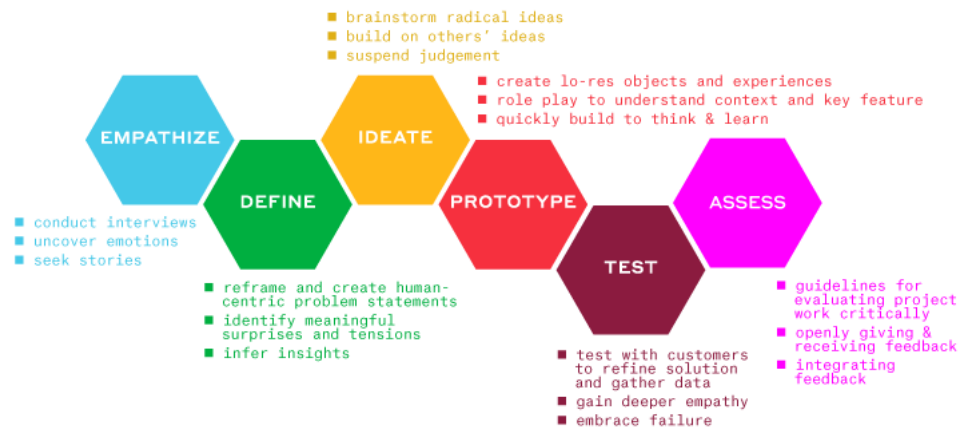 ■ brainstorm radical ideas
■ build on others' ideas
■ suspend judgement
IDEATE
■ create lo-res objects and experiences
■ role play to understand context and key feature
■ quickly build to think & learn
EMPATHIZE
■ conduct interviews
■ uncover emotions
■ seek stories
DEFINE
■ reframe and create human-
centric problem statements
■ identify meaningful
surprises and tensions
■ infer insights
PROTOTYPE
TEST
■ test with customers
to refine solution
and gather data
■ gain deeper empathy
■ embrace failure
ASSESS
■ guidelines for
evaluating project
work critically
■ openly giving &
receiving feedback
■ integrating
feedback